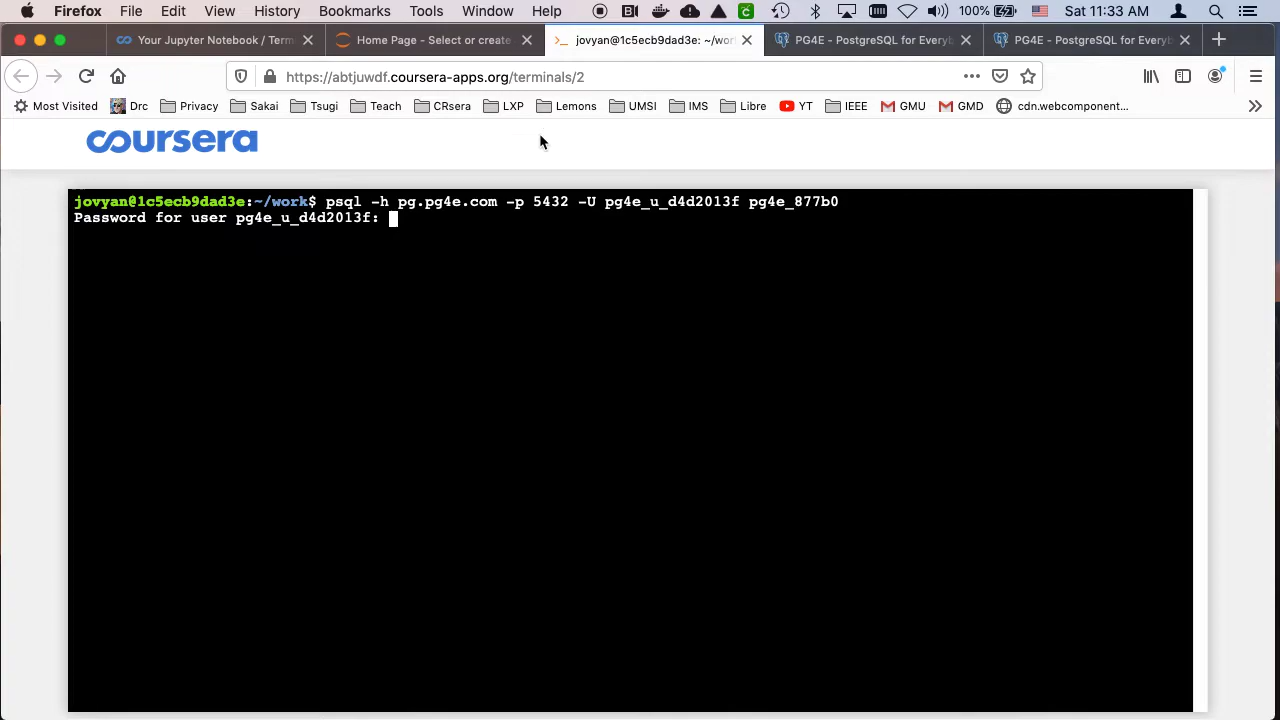 Firefox File Edit View History Bookmarks Tools Window Help 100% Sat 11:33 AM
Your Jupyter Notebook / Term
Home Page - Select or create
jovyan@1c5ecb9dad3e: ~/wor
PG4E - PostgreSQL for Everyb
PG4E - PostgreSQL for Everyb
https://abtjuwdf.coursera-apps.org/terminals/2
Most Visited Drc Privacy Sakai Tsugi Teach CRsera LXP Lemons UMSI IMS Libre YT IEEE GMU GMD cdn.webcomponent...
coursera
jovyan@1c5ecb9dad3e:~/work$ psql -h pg.pg4e.com -p 5432 -U pg4e_u_d4d2013f pg4e_877b0
Password for user pg4e_u_d4d2013f: